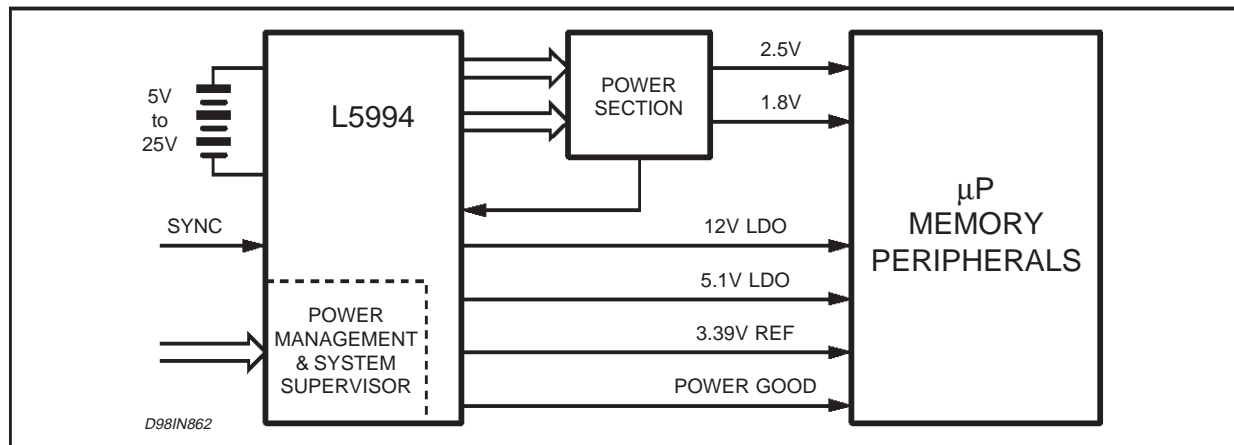 5V
to
25V
L5994
POWER
SECTION
2.5V
1.8V
μP
MEMORY
PERIPHERALS
SYNC
12V LDO
5.1V LDO
3.39V REF
POWER GOOD
POWER
MANAGEMENT
& SYSTEM
SUPERVISOR
D98IN862